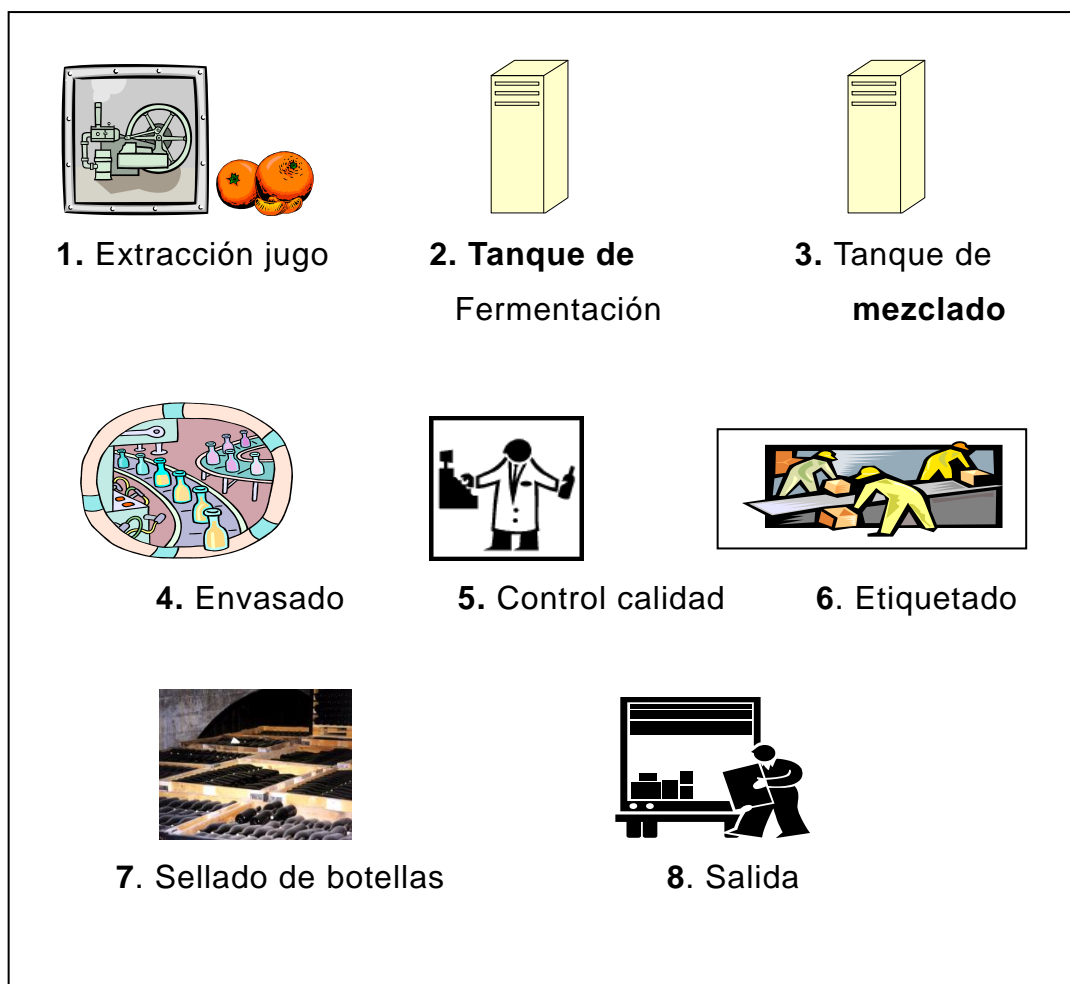 1. Extracción jugo
2. Tanque de
Fermentación
3. Tanque de
mezclado
4. Envasado
5. Control calidad
6. Etiquetado
7. Sellado de botellas
8. Salida